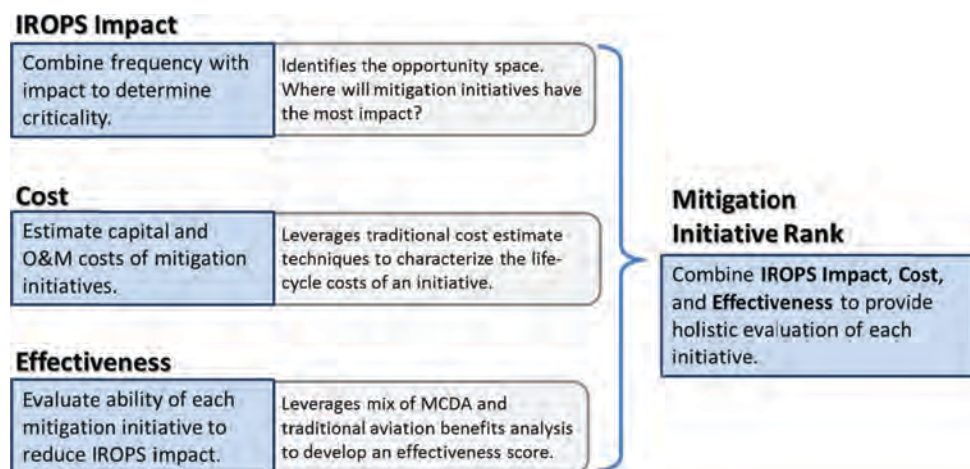 IROPS Impact
Combine frequency with
impact to determine
criticality.
Identifies the opportunity space.
Where will mitigation initiatives have
the most impact?
Cost
Estimate capital and
O&M costs of mitigation
initiatives.
Leverages traditional cost estimate
techniques to characterize the life-
cycle costs of an initiative.
Effectiveness
Evaluate ability of each
mitigation initiative to
reduce IROPS impact.
Leverages mix of MCDA and
traditional aviation benefits analysis
to develop an effectiveness score.
Mitigation
Initiative Rank
Combine IROPS Impact, Cost,
and Effectiveness to provide
holistic evaluation of each
initiative.